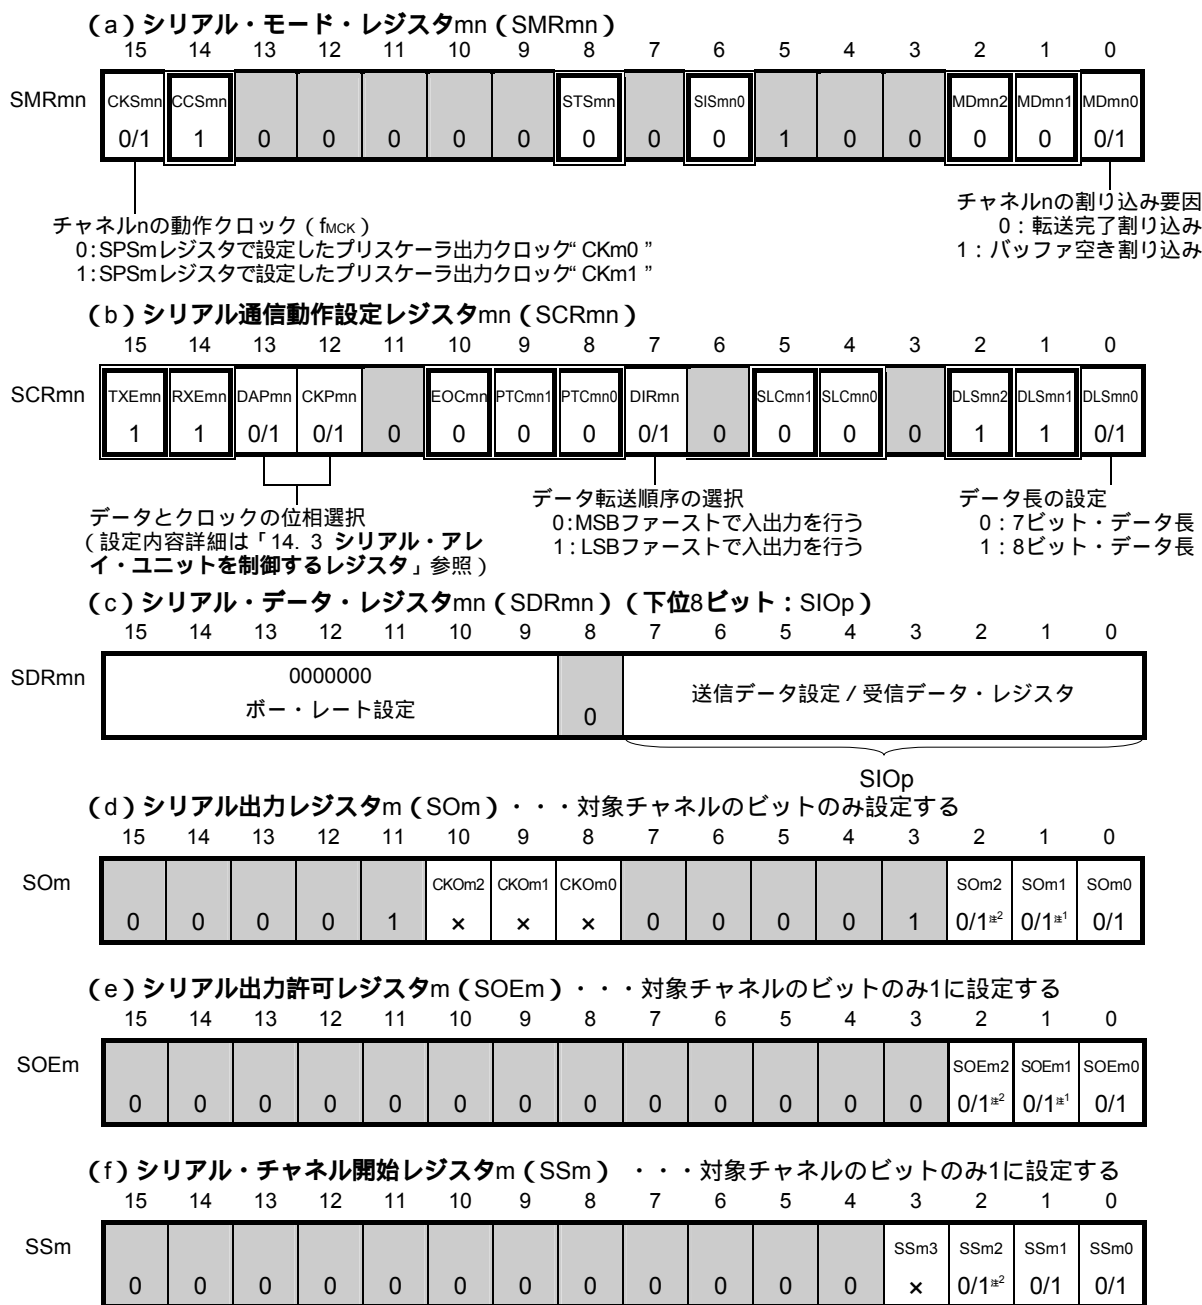 (a)シリアル・モード・レジスタmn(SMRmn)
15 14 13 12 11 10 9 8 7 6 5 4 3 2 1 0
SMRmn CKSmn CCSmn STSmn SISmn0 MDmn2 MDmn1 MDmn0
0/1 1 0 0 0 0 0 0 0 0 1 0 0 0 0 0/1
チャネルnの動作クロック(fMCK)
0:SPSmレジスタで設定したプリスケーラ出力クロック“CKm0”
1:SPSmレジスタで設定したプリスケーラ出力クロック“CKm1”
チャネルnの割り込み要因
0:転送完了割り込み
1:バッファ空き割り込み
(b)シリアル通信動作設定レジスタmn(SCRmn)
15 14 13 12 11 10 9 8 7 6 5 4 3 2 1 0
SCRmn TXEmn RXEmn DAPmn CKPmn EOCmn PTCmn1 PTCmn0 DIRmn SLCmn1 SLCmn0 DLSmn2 DLSmn1 DLSmn0
1 1 0/1 0/1 0 0 0 0 0/1 0 0 0 0 1 1 0/1
データとクロックの位相選択
(設定内容詳細は「14. 3 シリアル・アレ
イ・ユニットを制御するレジスタ」参照)
データ転送順序の選択
0:MSBファーストで入出力を行う
1:LSBファーストで入出力を行う
データ長の設定
0:7ビット・データ長
1:8ビット・データ長
(c)シリアル・データ・レジスタmn(SDRmn)(下位8ビット:SIOp)
15 14 13 12 11 10 9 8 7 6 5 4 3 2 1 0
SDRmn 0000000
ボー・レート設定
0
送信データ設定/受信データ・レジスタ
SIOp
(d)シリアル出力レジスタm(SOm)・・・対象チャネルのビットのみ設定する
15 14 13 12 11 10 9 8 7 6 5 4 3 2 1 0
SOm CKOm2 CKOm1 CKOm0 SOm2 SOm1 SOm0
0 0 0 0 1 × × × 0 0 0 0 1 0/1注2 0/1注1 0/1
(e)シリアル出力許可レジスタm(SOEm)・・・対象チャネルのビットのみ1に設定する
15 14 13 12 11 10 9 8 7 6 5 4 3 2 1 0
SOEm SOEm2 SOEm1 SOEm0
0 0 0 0 0 0 0 0 0 0 0 0 0 0/1注2 0/1注1 0/1
(f)シリアル・チャネル開始レジスタm(SSm)・・・対象チャネルのビットのみ1に設定する
15 14 13 12 11 10 9 8 7 6 5 4 3 2 1 0
SSm SSm3 SSm2 SSm1 SSm0
0 0 0 0 0 0 0 0 0 0 0 0 × 0/1注2 0/1 0/1